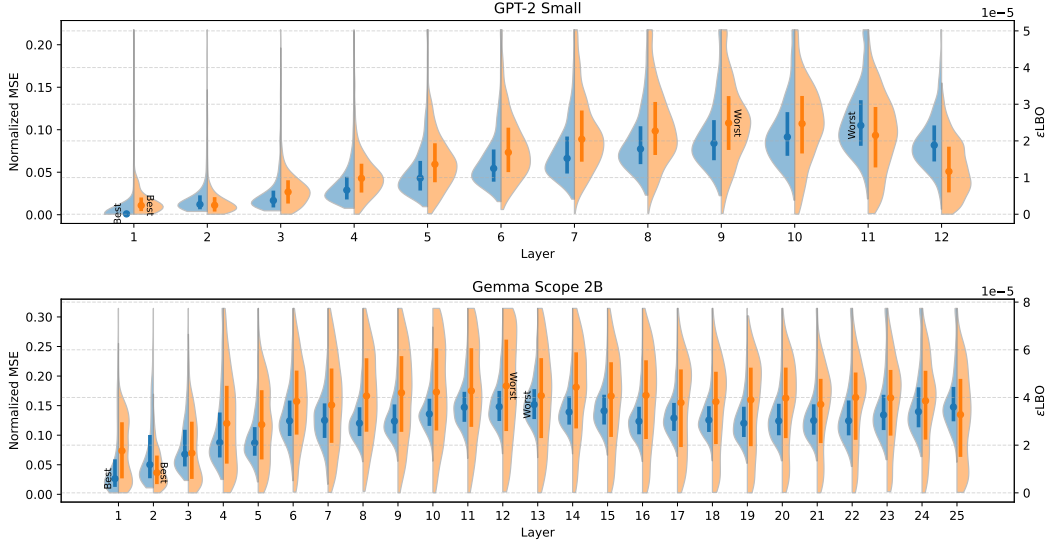 GPT-2 Small
1e−5
Normalized MSE
0.20
0.15
0.10
0.05
0.00
5
4
3
2
1
0
εLBO
Best
Best
Worst
Worst
1 2 3 4 5 6 7 8 9 10 11 12
Layer
Gemma Scope 2B
1e−5
Normalized MSE
0.30
0.25
0.20
0.15
0.10
0.05
0.00
8
6
4
2
0
εLBO
Best
Best
Worst
Worst
1 2 3 4 5 6 7 8 9 10 11 12 13 14 15 16 17 18 19 20 21 22 23 24 25
Layer